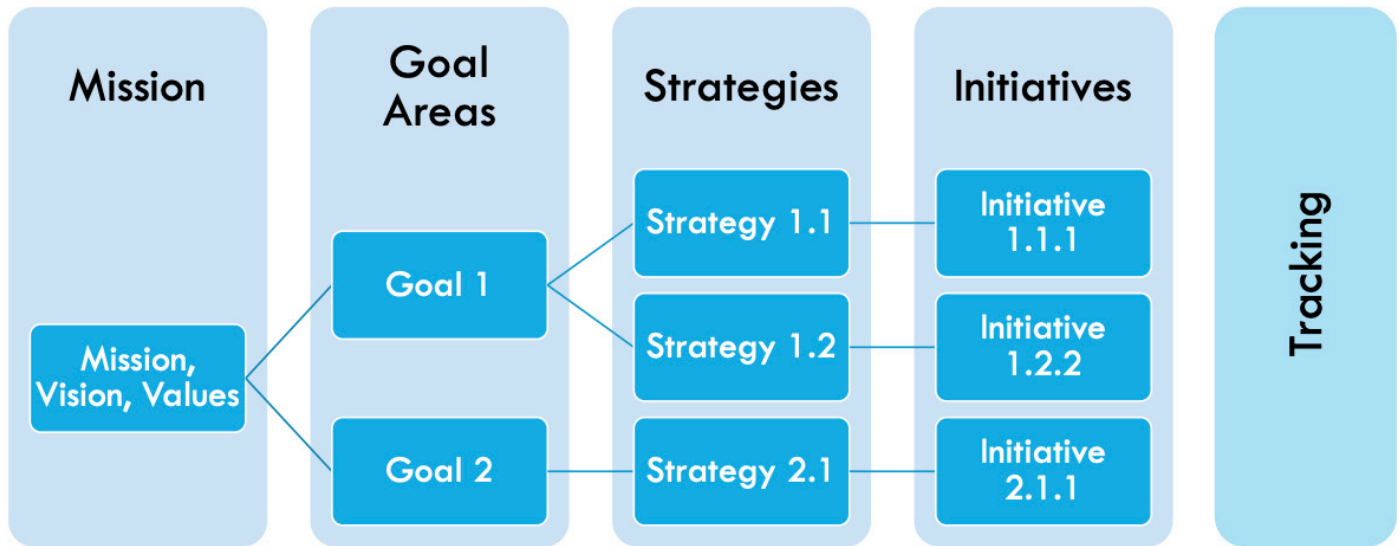 Mission
Goal
Areas
Strategies
Initiatives
Tracking
Mission,
Vision, Values
Goal 1
Goal 2
Strategy 1.1
Strategy 1.2
Strategy 2.1
Initiative
1.1.1
Initiative
1.2.2
Initiative
2.1.1